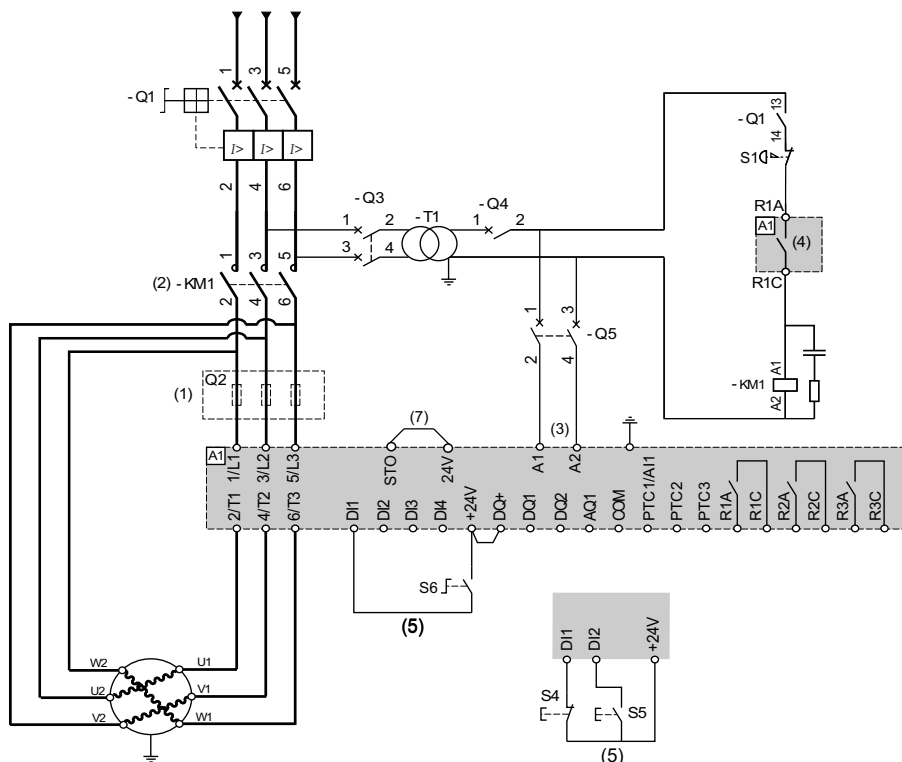 1 3 5
-Q1
I> I> I>
2 4 6
-Q3
1 2
3 4
-T1
-Q4
1 2
13
-Q1
14
S1
R1A
A1 (4)
R1C
1 3 5
(2) -KM1
2 4 6
1 3
-Q5
2 4
A1
-KM1
A2
Q2
(1)
(7)
(3)
A1
1/L1 3/L2 5/L3 STO 24V A1 A2
2/T1 4/T2 6/T3 DI1 DI2 DI3 DI4 +24V DQ+ DQ1 DQ2 AQ1 COM PTC1/AI1 PTC2 PTC3 R1A R1C R2A R2C R3A R3C
S6
(5)
DI1 DI2 +24V
S4 S5
(5)
W2 U1
U2 V1
V2 W1